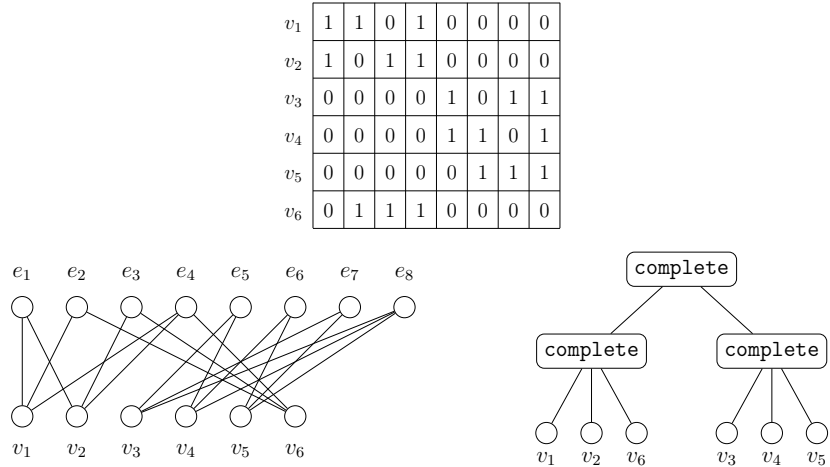 v₁ 1 1 0 1 0 0 0 0
v₂ 1 0 1 1 0 0 0 0
v₃ 0 0 0 0 1 0 1 1
v₄ 0 0 0 0 1 1 0 1
v₅ 0 0 0 0 0 1 1 1
v₆ 0 1 1 1 0 0 0 0
e₁ e₂ e₃ e₄ e₅ e₆ e₇ e₈
v₁ v₂ v₃ v₄ v₅ v₆
complete
complete complete
v₁ v₂ v₆ v₃ v₄ v₅